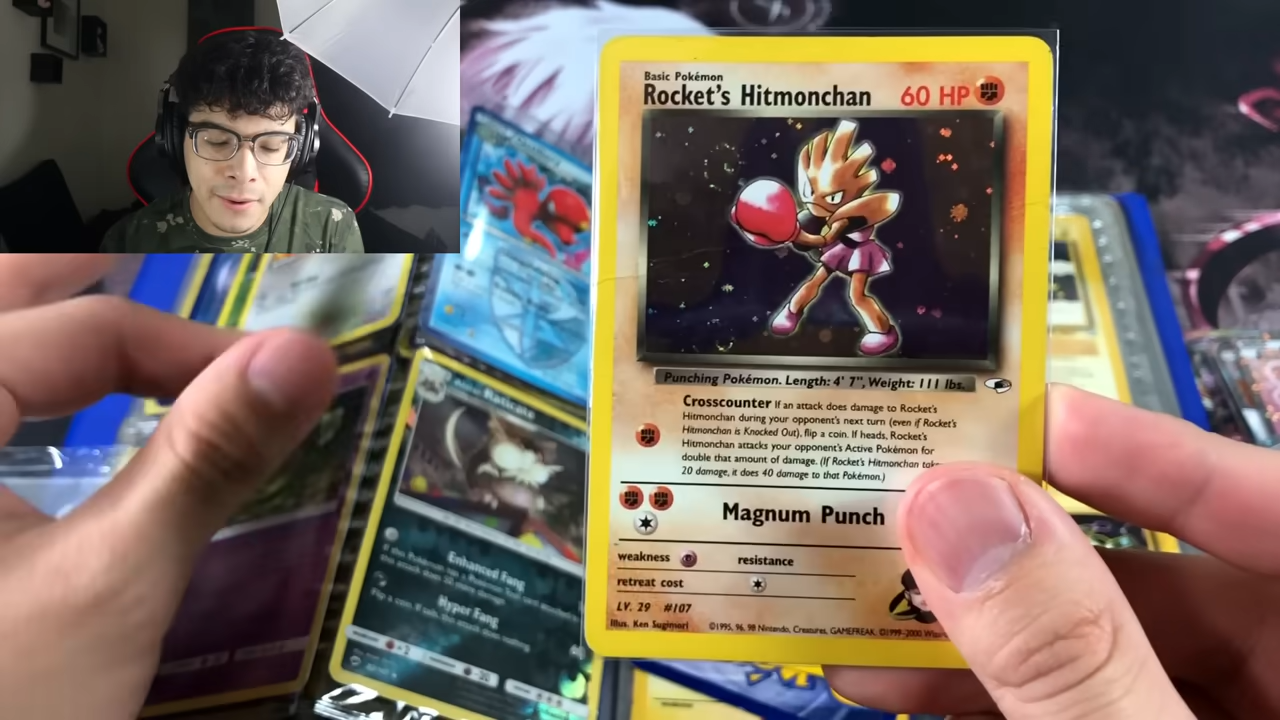 Basic Pokémon
Rocket's Hitmonchan 60 HP
Punching Pokémon. Length: 4' 7", Weight: 111 lbs.
Crosscounter If an attack does damage to Rocket's
Hitmonchan during your opponent's next turn (even if Rocket's
Hitmonchan is Knocked Out), flip a coin. If heads, Rocket's
Hitmonchan attacks your opponent's Active Pokémon for
double that amount of damage. (If Rocket's Hitmonchan
20 damage, it does 40 damage to that Pokémon.)
Magnum Punch
weakness resistance
retreat cost
LV. 29 #107
Illus. Ken Sugimori ©1995, 96, 98 Nintendo, Creatures, GAMEFREAK. ©1999-2000
Raticate
Enhanced Fang
Hyper Fang